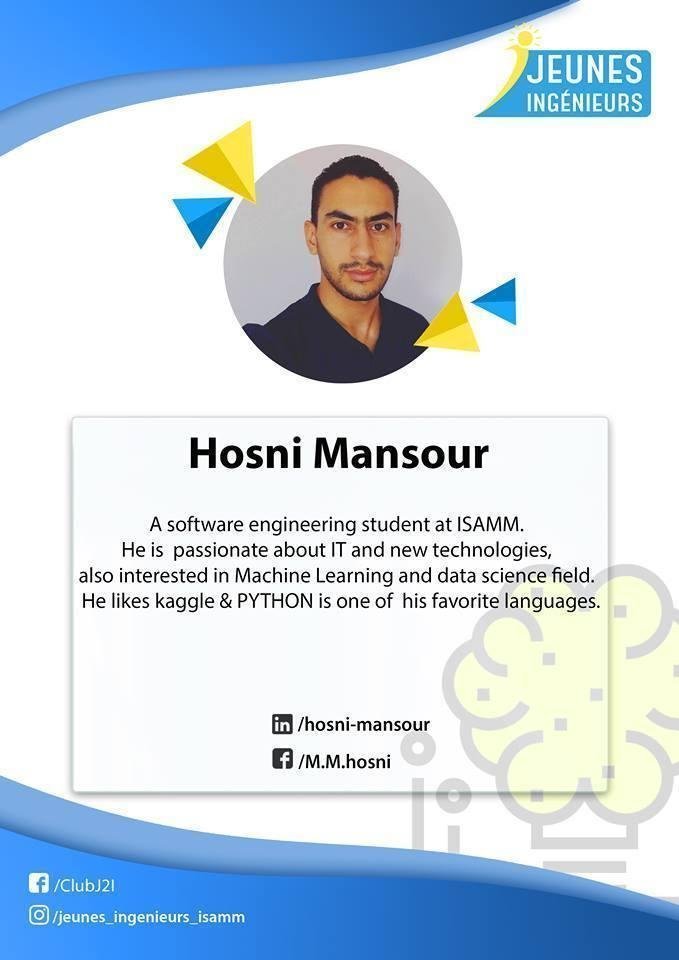 JEUNES
INGÉNIEURS
Hosni Mansour
A software engineering student at ISAMM.
He is passionate about IT and new technologies,
also interested in Machine Learning and data science field.
He likes kaggle & PYTHON is one of his favorite languages.
/hosni-mansour
/M.M.hosni
/ClubJ2I
/jeunes_ingenieurs_isamm